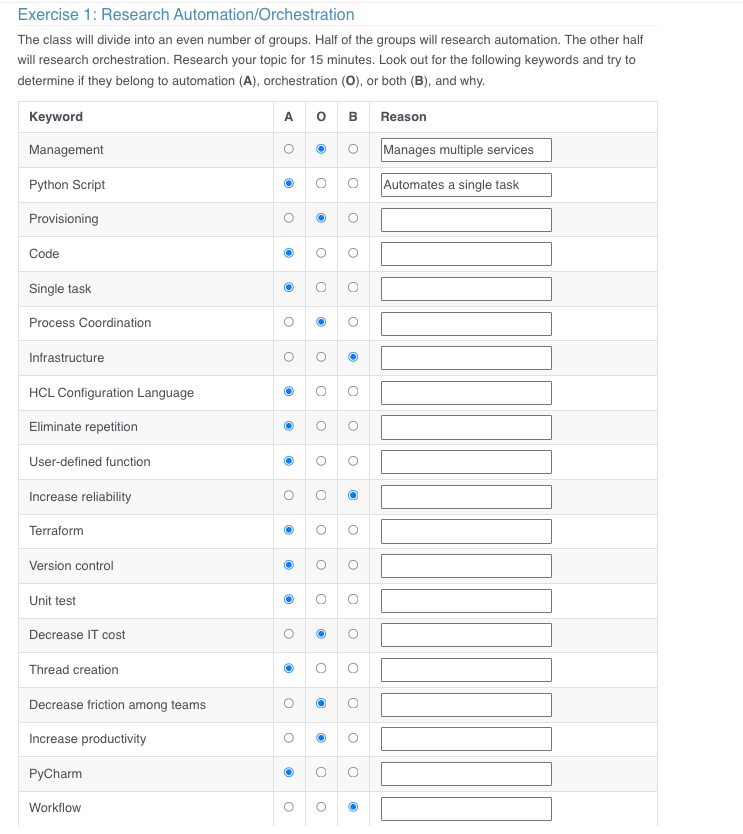 Exercise 1: Research Automation/Orchestration
The class will divide into an even number of groups. Half of the groups will research automation. The other half
will research orchestration. Research your topic for 15 minutes. Look out for the following keywords and try to
determine if they belong to automation (A), orchestration (O), or both (B), and why.
Keyword A O B Reason
Management Manages multiple services
Python Script Automates a single task
Provisioning
Code
Single task
Process Coordination
Infrastructure
HCL Configuration Language
Eliminate repetition
User-defined function
Increase reliability
Terraform
Version control
Unit test
Decrease IT cost
Thread creation
Decrease friction among teams
Increase productivity
PyCharm
Workflow